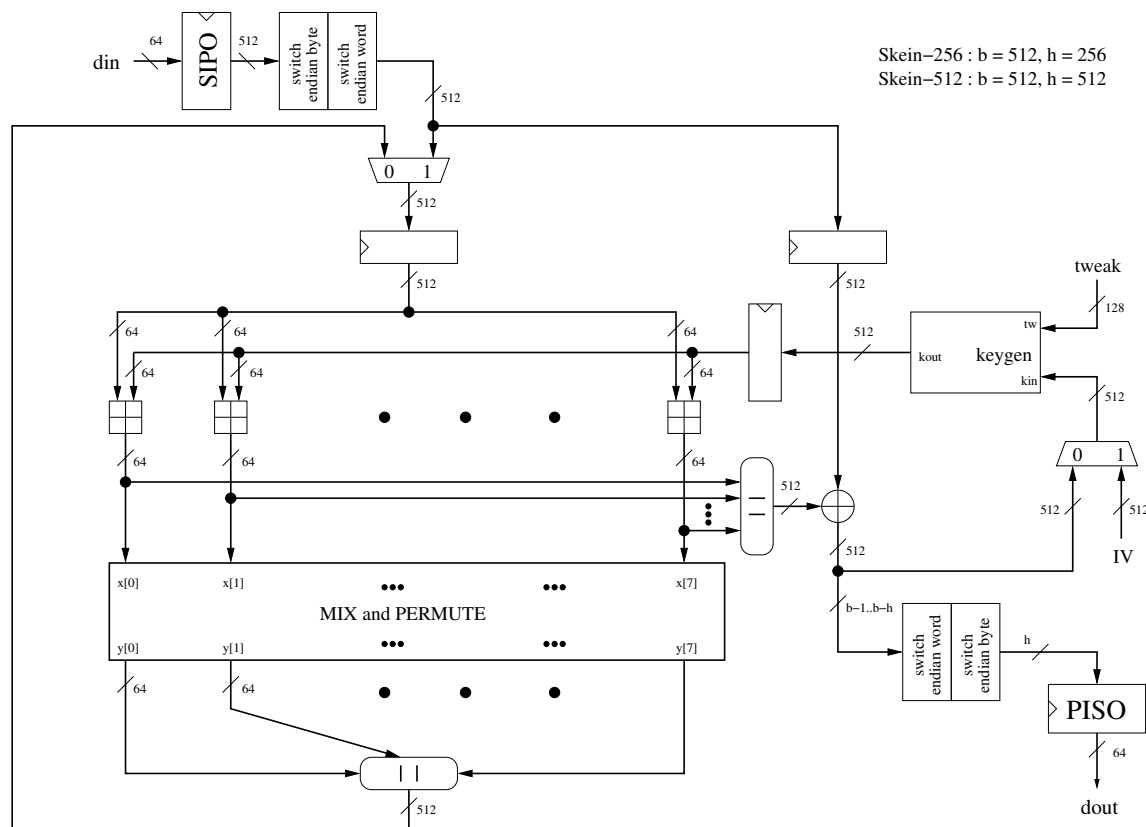 din
64
SIPO
512
switch
endian byte
switch
endian word
512
Skein−256 : b = 512, h = 256
Skein−512 : b = 512, h = 512
0 1
512
512
512
tweak
128
64
64
64
512
tw
keygen
kout
kin
64
64
64
512
0 1
64
64
64
512
| |
512
512
IV
512
x[0]
x[1]
x[7]
MIX and PERMUTE
y[0]
y[1]
y[7]
b−1..b−h
switch
endian word
switch
endian byte
h
64
64
PISO
64
dout
| |
512